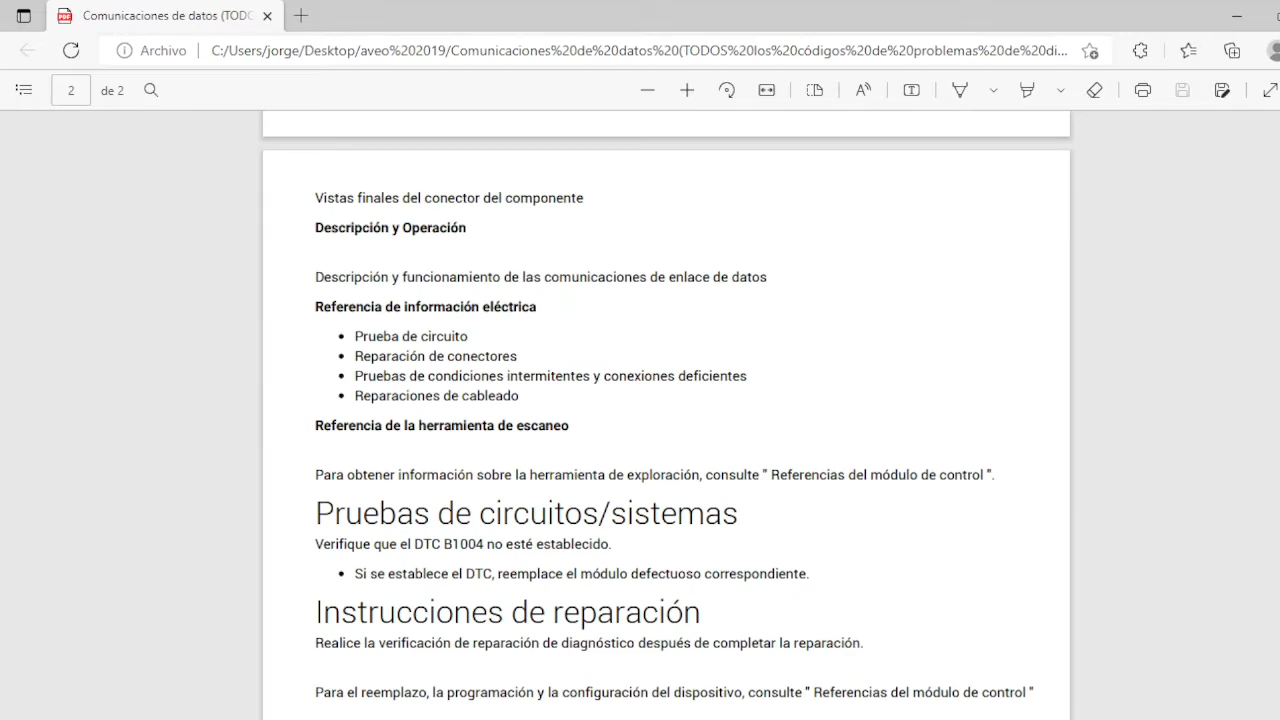 Comunicaciones de datos (TODO
Archivo
C:/Users/jorge/Desktop/aveo%202019/Comunicaciones%20de%20datos%20(TODOS%20los%20códigos%20de%20problemas%20de%20di...
2
de 2
Vistas finales del conector del componente
Descripción y Operación
Descripción y funcionamiento de las comunicaciones de enlace de datos
Referencia de información eléctrica
• Prueba de circuito
• Reparación de conectores
• Pruebas de condiciones intermitentes y conexiones deficientes
• Reparaciones de cableado
Referencia de la herramienta de escaneo
Para obtener información sobre la herramienta de exploración, consulte " Referencias del módulo de control ".
Pruebas de circuitos/sistemas
Verifique que el DTC B1004 no esté establecido.
• Si se establece el DTC, reemplace el módulo defectuoso correspondiente.
Instrucciones de reparación
Realice la verificación de reparación de diagnóstico después de completar la reparación.
Para el reemplazo, la programación y la configuración del dispositivo, consulte " Referencias del módulo de control "